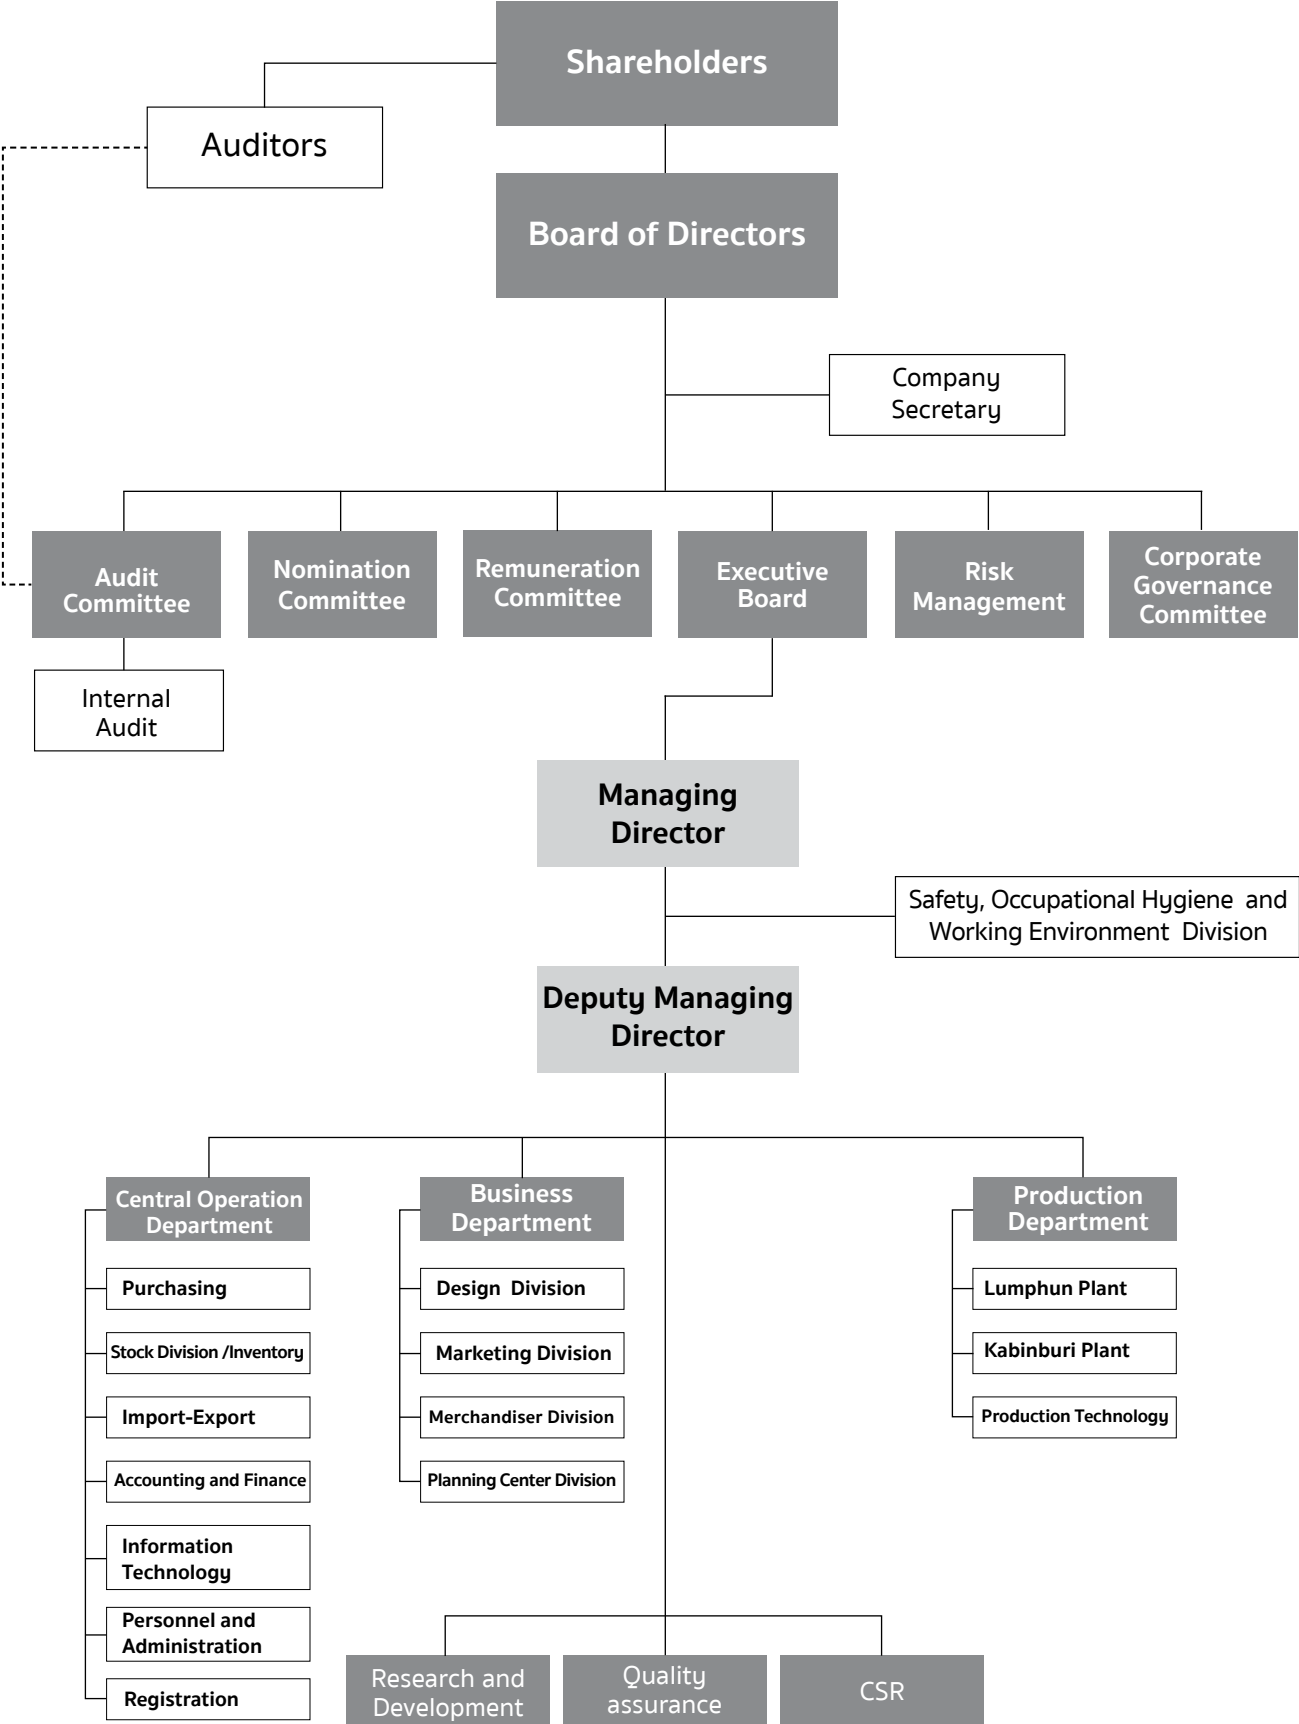 Shareholders
Auditors
Board of Directors
Company
Secretary
Audit
Committee
Nomination
Committee
Remuneration
Committee
Executive
Board
Risk
Management
Corporate
Governance
Committee
Internal
Audit
Managing
Director
Safety, Occupational Hygiene and
Working Environment Division
Deputy Managing
Director
Central Operation
Department
Purchasing
Stock Division /Inventory
Import-Export
Accounting and Finance
Information
Technology
Personnel and
Administration
Registration
Business
Department
Design Division
Marketing Division
Merchandiser Division
Planning Center Division
Production
Department
Lumphun Plant
Kabinburi Plant
Production Technology
Research and
Development
Quality
assurance
CSR